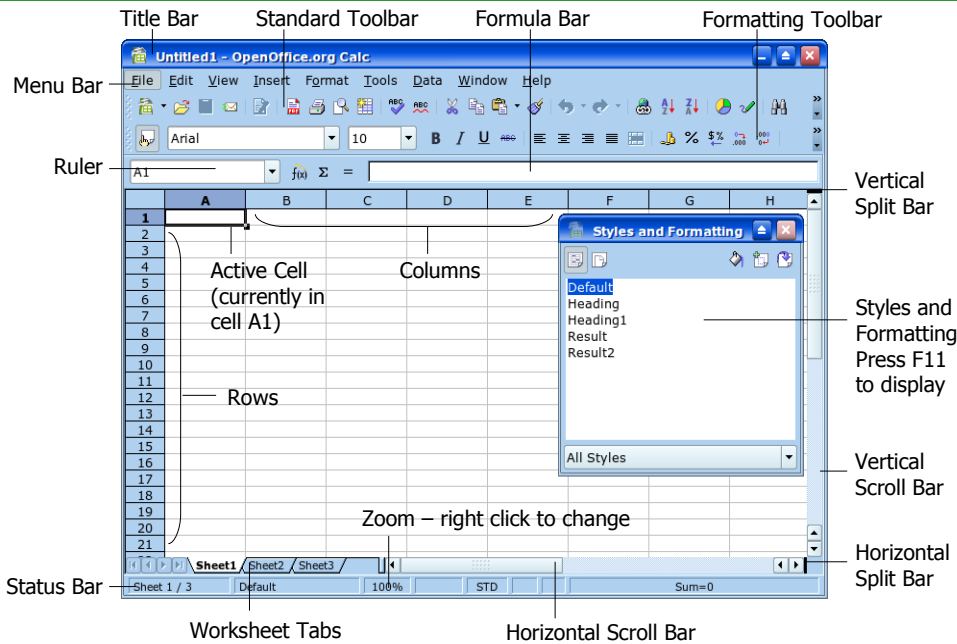 Title Bar
Standard Toolbar
Formula Bar
Formatting Toolbar
Untitled1 - OpenOffice.org Calc
Menu Bar
File Edit View Insert Format Tools Data Window Help
Arial
10
B I U ABC
Ruler
A1
f(x) Σ =
Vertical
Split Bar
A B C D E F G H
1
2
3
4
5
6
7
8
9
10
11
12
13
14
15
16
17
18
19
20
21
Active Cell
(currently in
cell A1)
Columns
Rows
Styles and Formatting
Default
Heading
Heading1
Result
Result2
All Styles
Styles and
Formatting
Press F11
to display
Vertical
Scroll Bar
Zoom – right click to change
Horizontal
Split Bar
Sheet1 Sheet2 Sheet3
Status Bar
Sheet 1 / 3 Default 100% STD Sum=0
Worksheet Tabs
Horizontal Scroll Bar